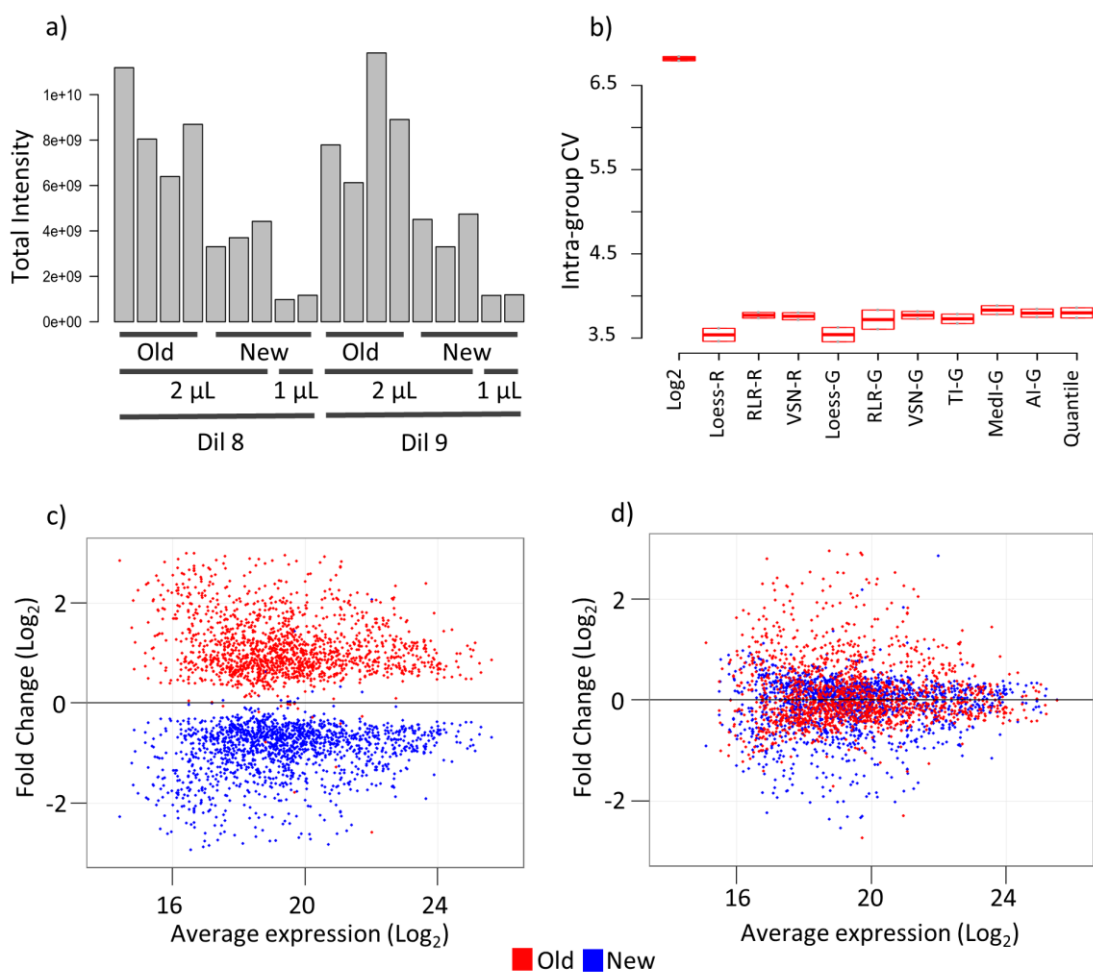 a)
Total Intensity
1e+10
8e+09
6e+09
4e+09
2e+09
0e+00
Old New Old New
2 µL 1 µL 2 µL 1 µL
Dil 8 Dil 9
b)
Intra-group CV
6.5
5.5
4.5
3.5
Log2
Loess-R
RLR-R
VSN-R
Loess-G
RLR-G
VSN-G
TI-G
MedI-G
AI-G
Quantile
c)
Fold Change (Log2)
2
0
-2
16 20 24
Average expression (Log2)
d)
Fold Change (Log2)
2
0
-2
16 20 24
Average expression (Log2)
Old New